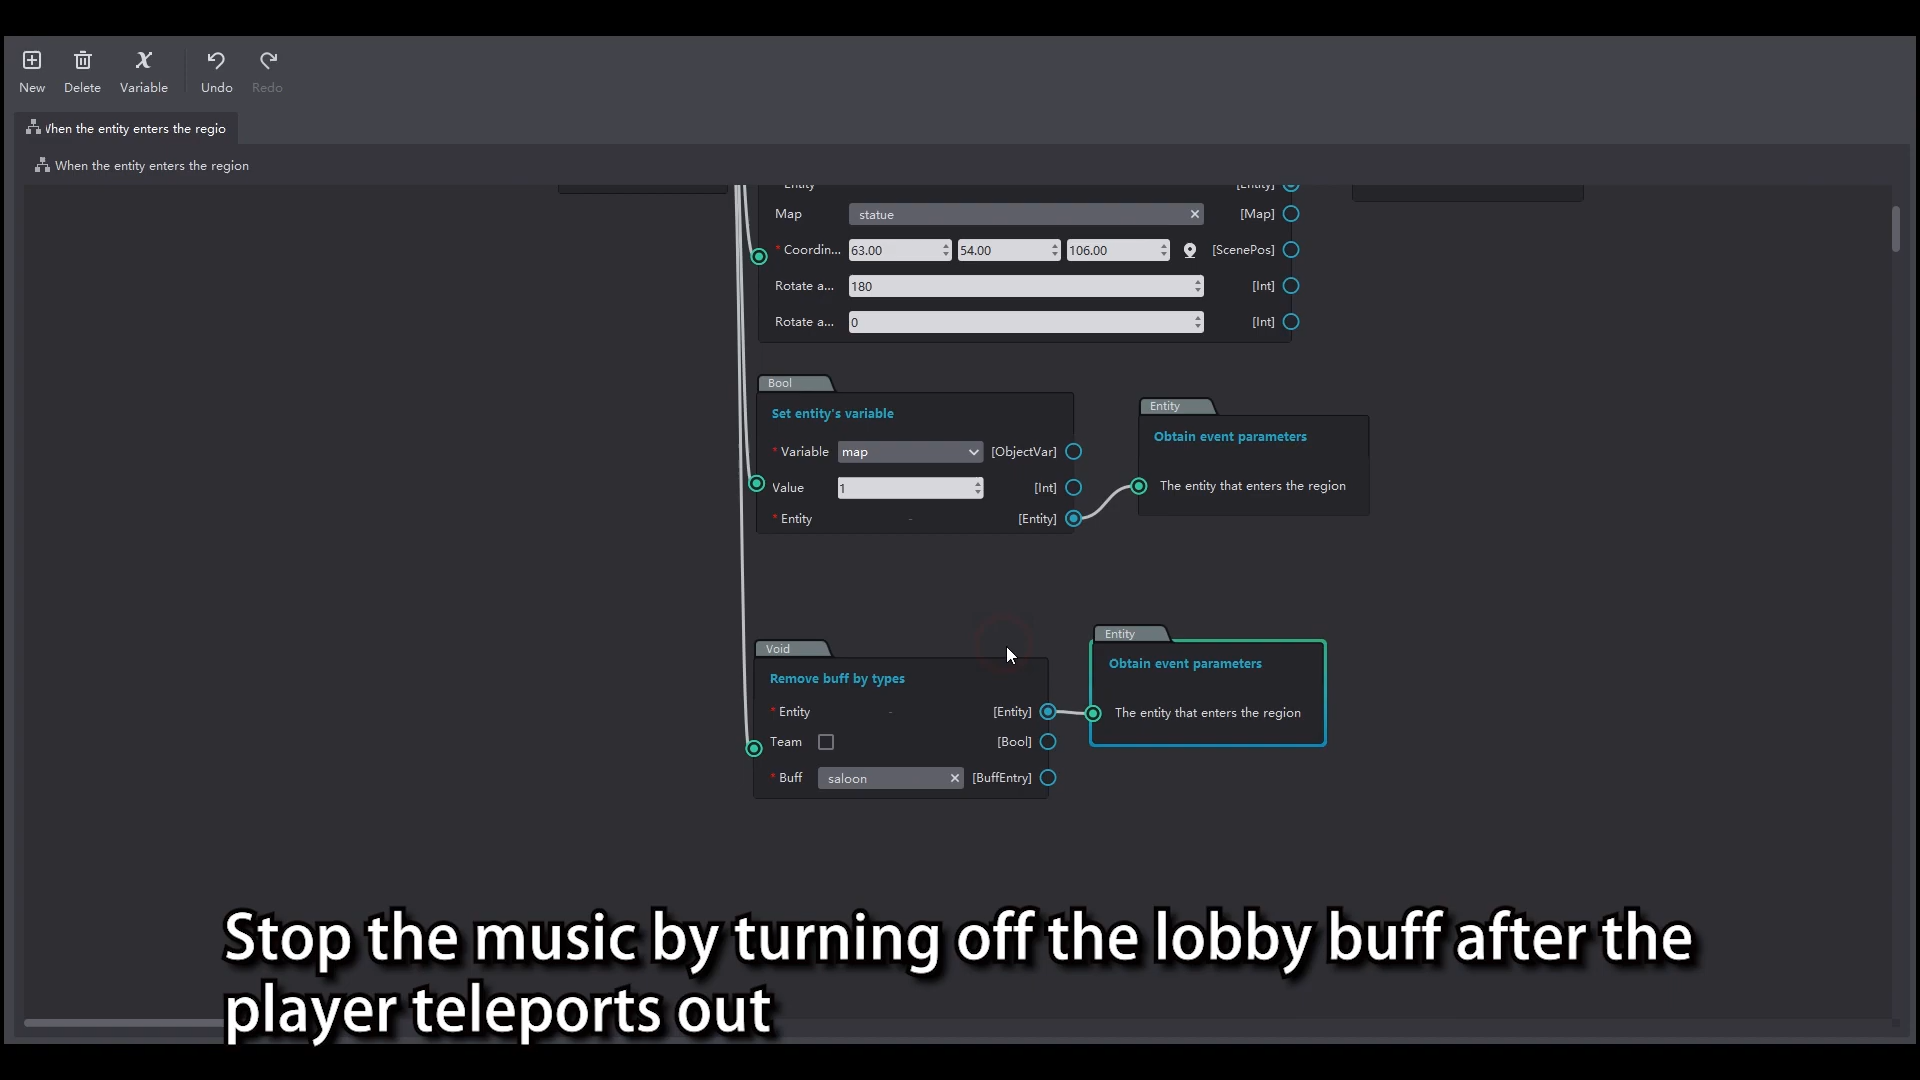 New Delete Variable Undo Redo
When the entity enters the regio
When the entity enters the region
Entity [Entity]
Map statue × [Map]
* Coordin... 63.00 54.00 106.00 [ScenePos]
Rotate a... 180 [Int]
Rotate a... 0 [Int]
Bool
Set entity's variable
* Variable map [ObjectVar]
Value 1 [Int]
* Entity - [Entity]
Entity
Obtain event parameters
The entity that enters the region
Void
Remove buff by types
* Entity - [Entity]
Team [Bool]
* Buff saloon × [BuffEntry]
Entity
Obtain event parameters
The entity that enters the region
Stop the music by turning off the lobby buff after the
player teleports out